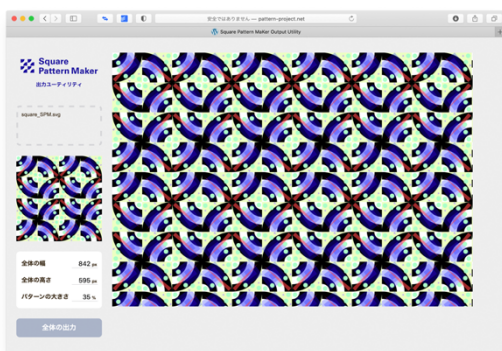 安全ではありません — pattern-project.net
Square Pattern MaKer Output Utility
Square
Pattern Maker
出力ユーティリティ
square_SPM.svg
全体の幅 842 px
全体の高さ 595 px
パターンの大きさ 35 %
全体の出力